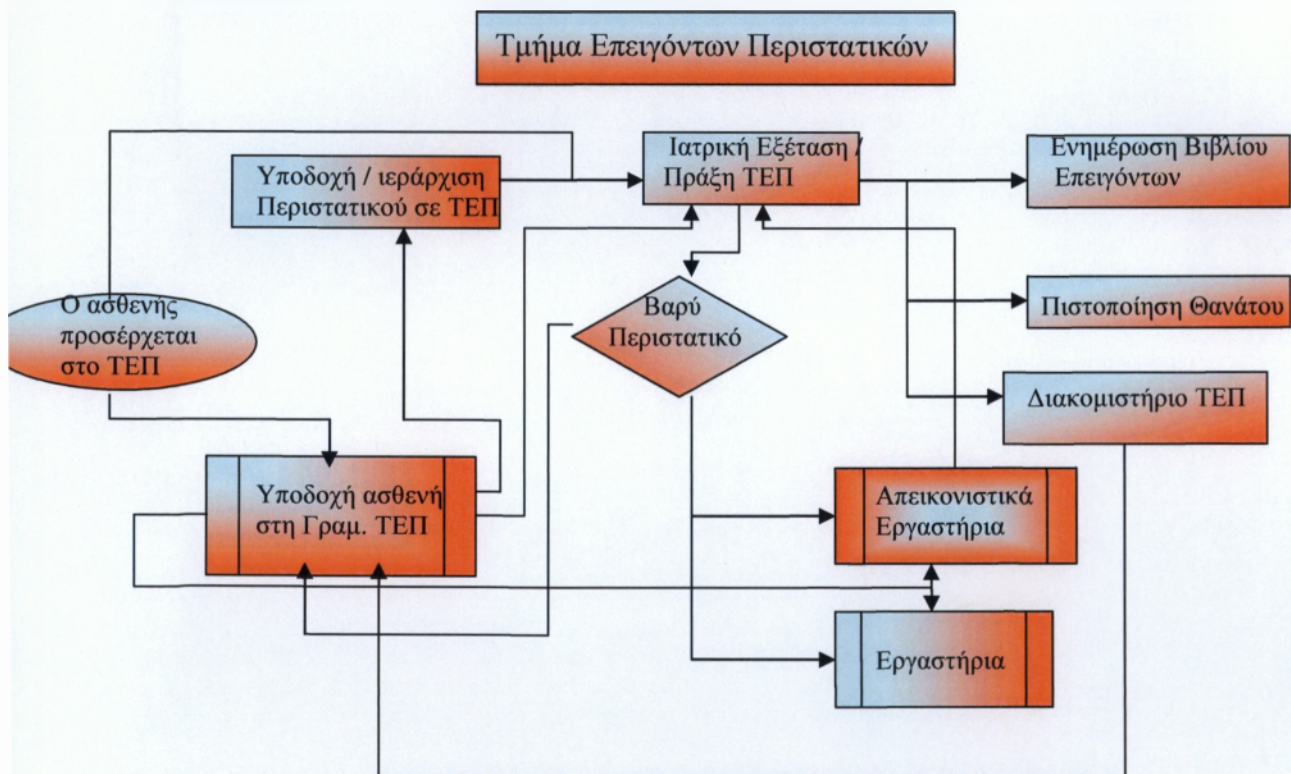 Τμήμα Επειγόντων Περιστατικών
Υποδοχή / ιεράρχιση
Περιστατικού σε ΤΕΠ
Ιατρική Εξέταση /
Πράξη ΤΕΠ
Ενημέρωση Βιβλίου
Επειγόντων
Ο ασθενής
προσέρχεται
στο ΤΕΠ
Βαρύ
Περιστατικό
Πιστοποίηση Θανάτου
Διακομιστήριο ΤΕΠ
Υποδοχή ασθενή
στη Γραμ. ΤΕΠ
Απεικονιστικά
Εργαστήρια
Εργαστήρια